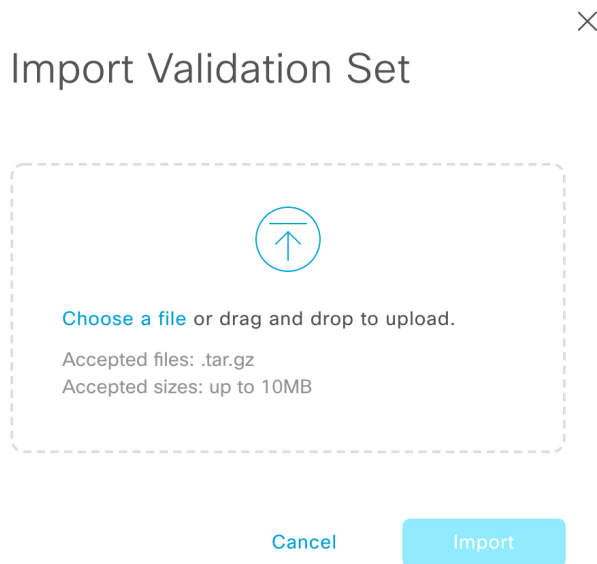 Import Validation Set
Choose a file or drag and drop to upload.
Accepted files: .tar.gz
Accepted sizes: up to 10MB
Cancel
Import